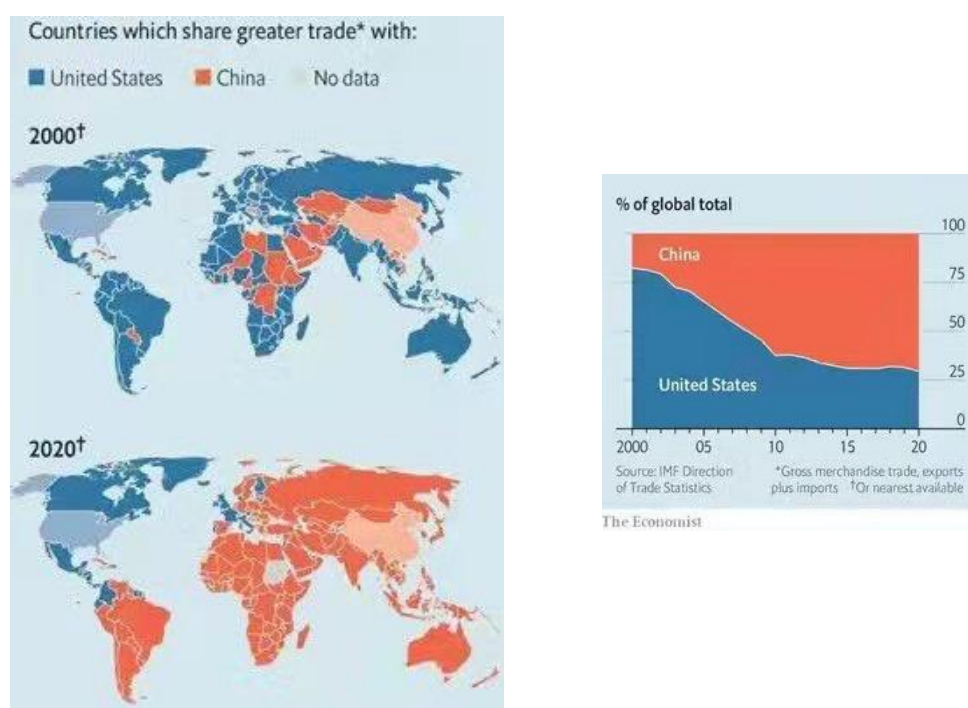 Countries which share greater trade* with:
United States China No data
2000†
2020†
% of global total
100
China
75
50
25
United States
0
2000 05 10 15 20
Source: IMF Direction
of Trade Statistics
*Gross merchandise trade, exports
plus imports †Or nearest available
The Economist